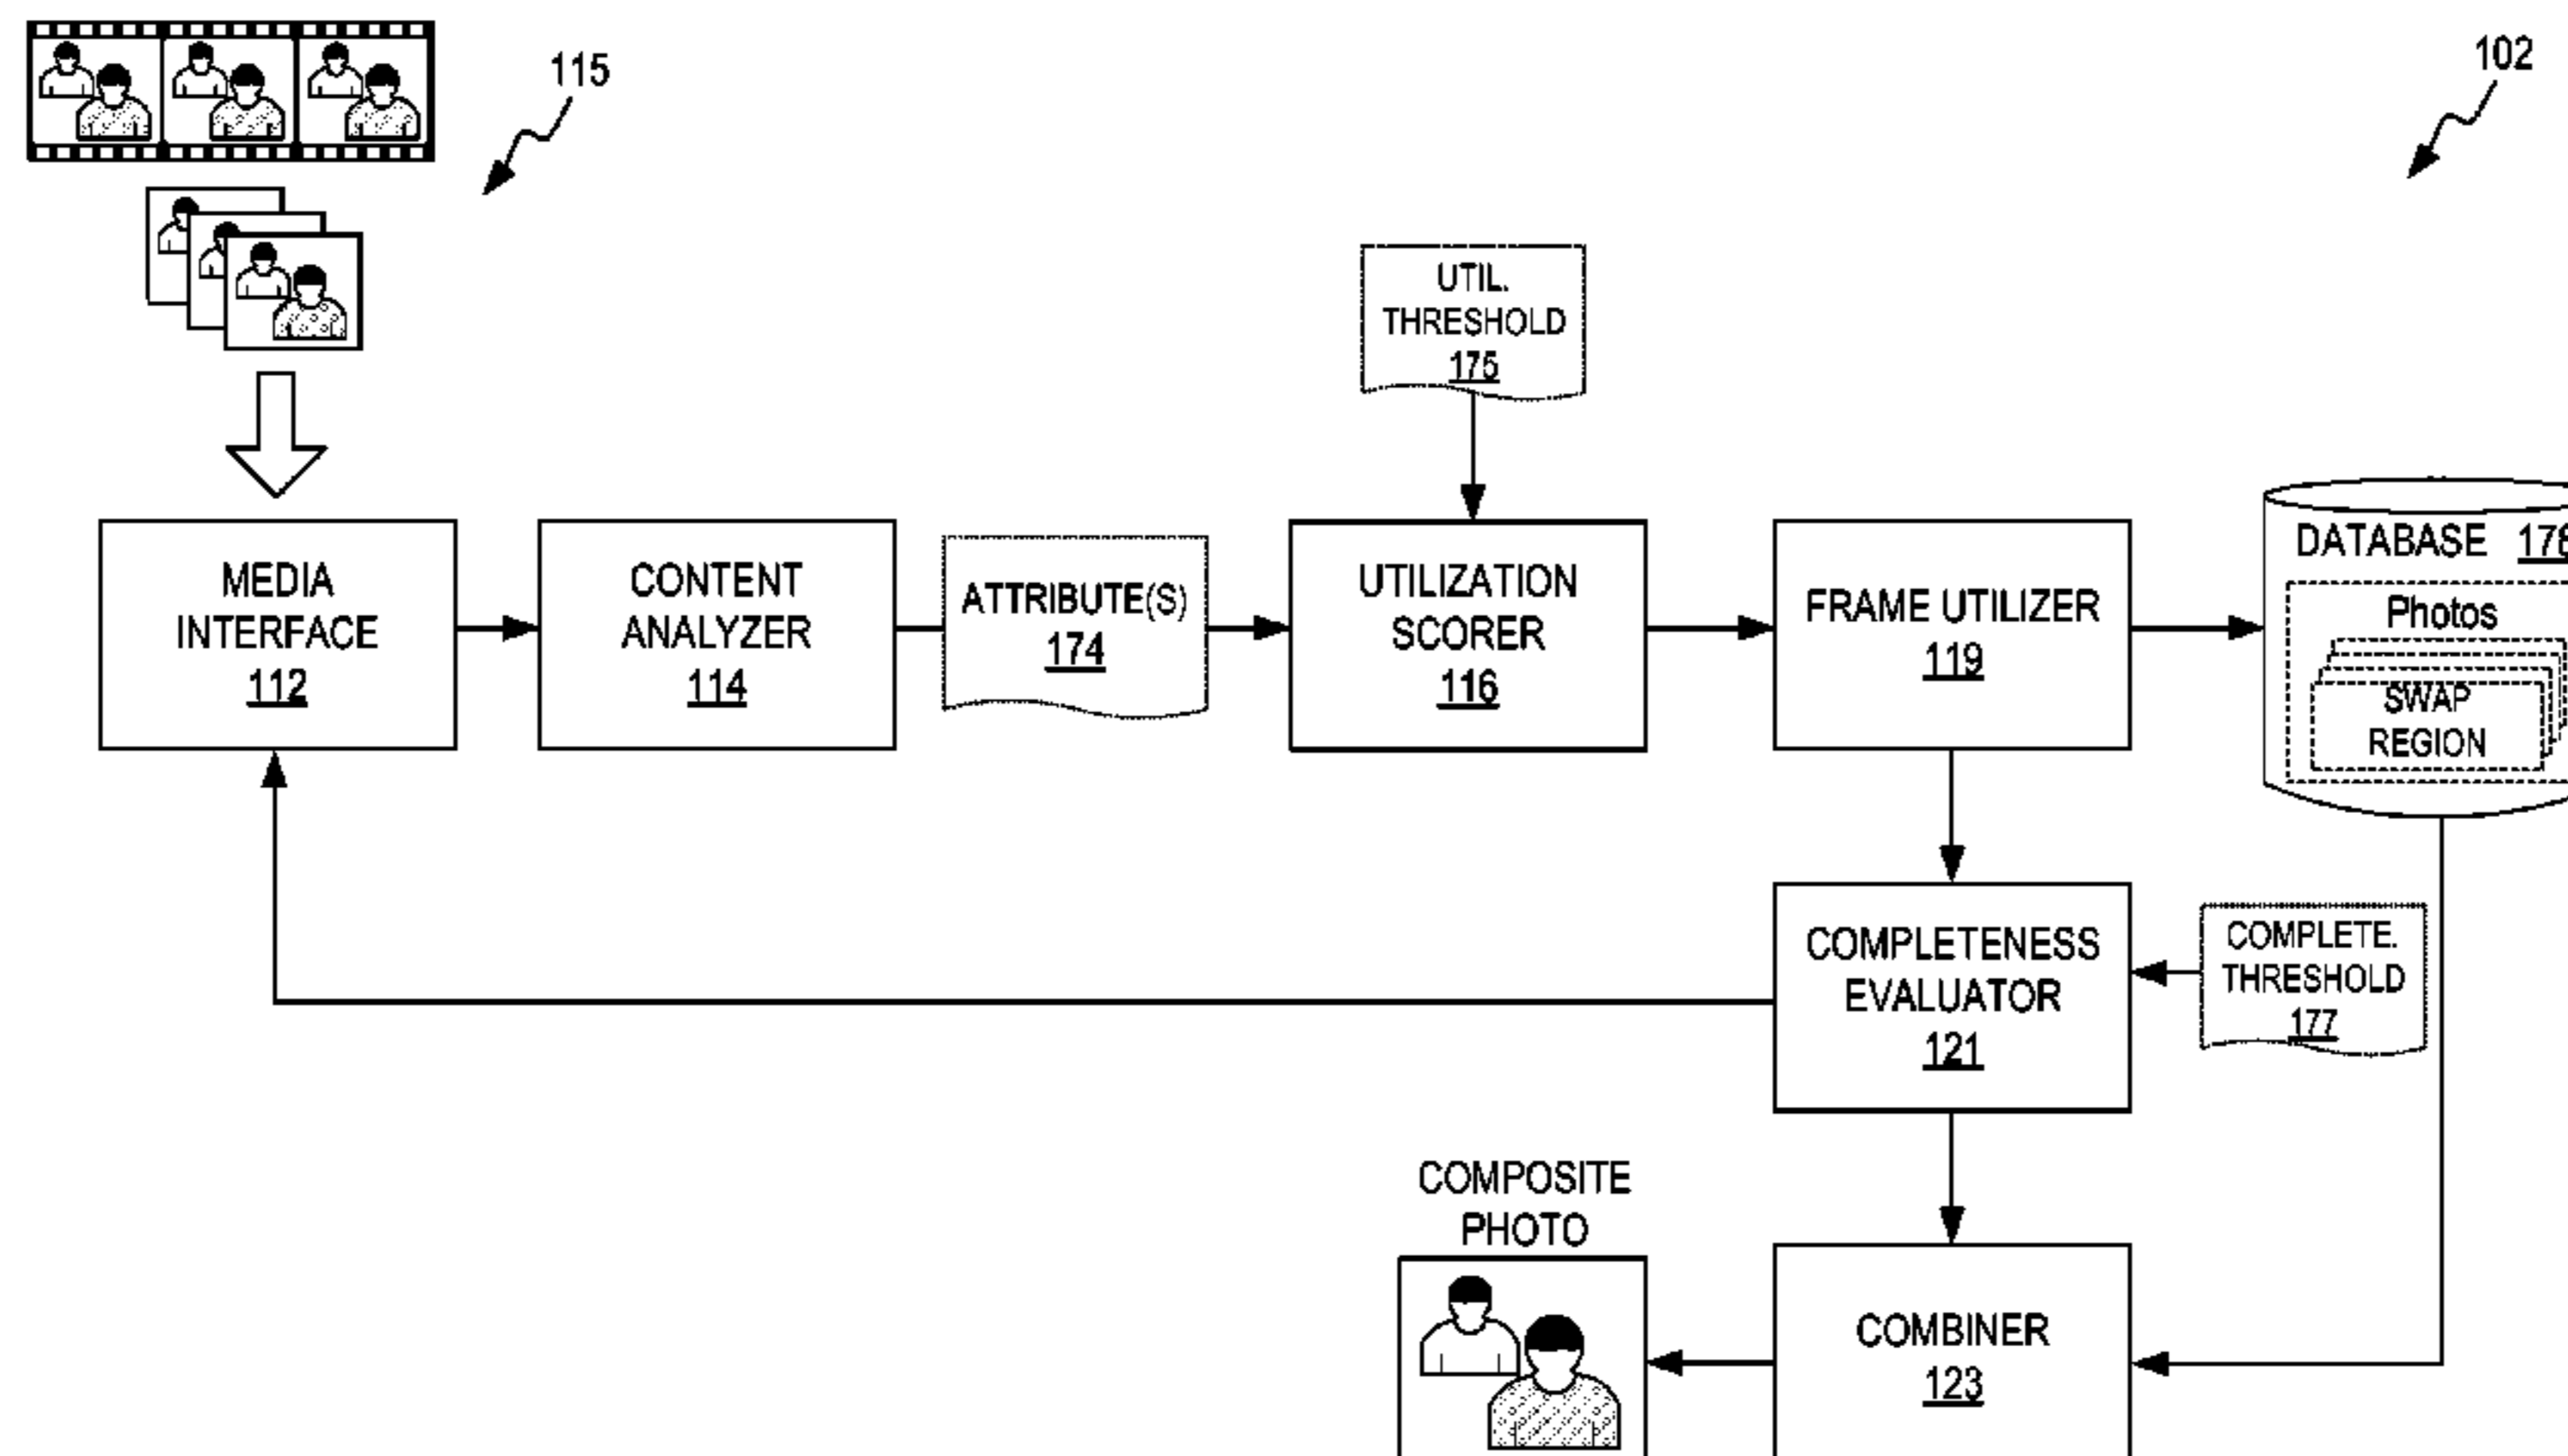 115
102
UTIL.
THRESHOLD
175
MEDIA
INTERFACE
112
CONTENT
ANALYZER
114
ATTRIBUTE(S)
174
UTILIZATION
SCORER
116
FRAME UTILIZER
119
DATABASE 178
Photos
SWAP
REGION
COMPLETENESS
EVALUATOR
121
COMPLETE.
THRESHOLD
177
COMPOSITE
PHOTO
COMBINER
123